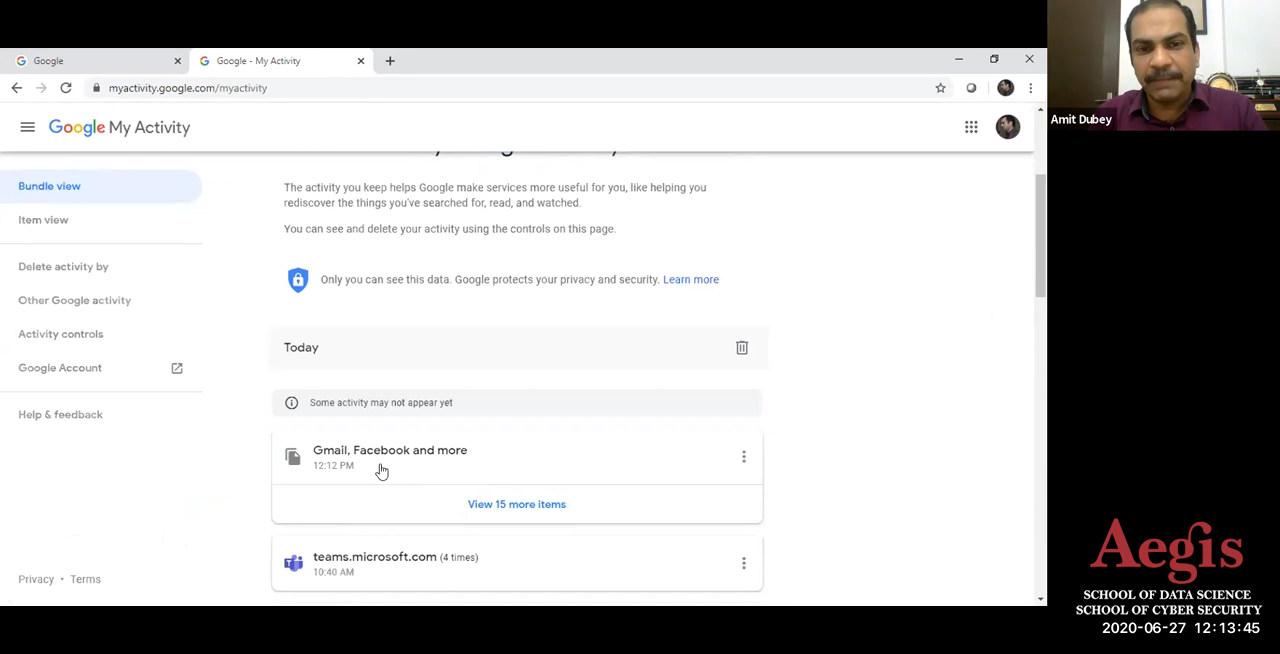 Google
Google - My Activity
myactivity.google.com/myactivity
Google My Activity
Bundle view
Item view
Delete activity by
Other Google activity
Activity controls
Google Account
Help & feedback
Privacy • Terms
The activity you keep helps Google make services more useful for you, like helping you
rediscover the things you've searched for, read, and watched.
You can see and delete your activity using the controls on this page.
Only you can see this data. Google protects your privacy and security. Learn more
Today
Some activity may not appear yet
Gmail, Facebook and more
12:12 PM
View 15 more items
teams.microsoft.com (4 times)
10:40 AM
Amit Dubey
Aegis
SCHOOL OF DATA SCIENCE
SCHOOL OF CYBER SECURITY
2020-06-27 12:13:45